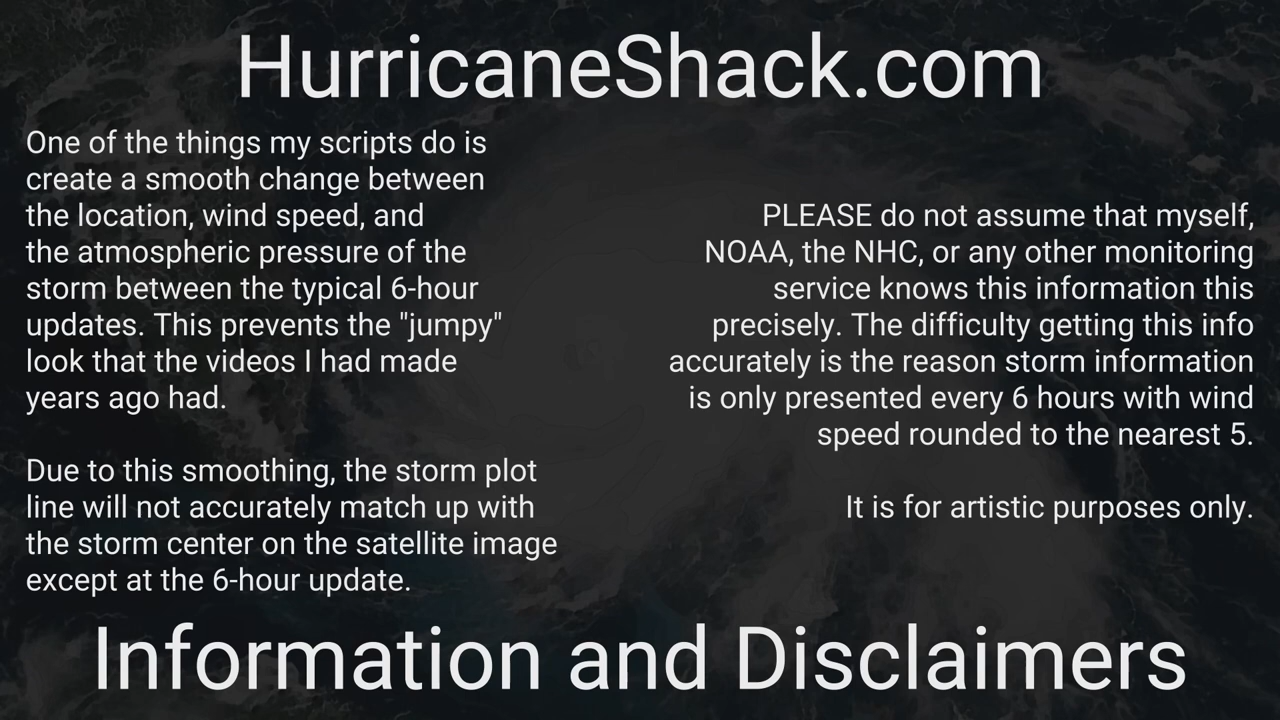 HurricaneShack.com
One of the things my scripts do is
create a smooth change between
the location, wind speed, and
the atmospheric pressure of the
storm between the typical 6-hour
updates. This prevents the "jumpy"
look that the videos I had made
years ago had.
Due to this smoothing, the storm plot
line will not accurately match up with
the storm center on the satellite image
except at the 6-hour update.
PLEASE do not assume that myself,
NOAA, the NHC, or any other monitoring
service knows this information this
precisely. The difficulty getting this info
accurately is the reason storm information
is only presented every 6 hours with wind
speed rounded to the nearest 5.
It is for artistic purposes only.
Information and Disclaimers